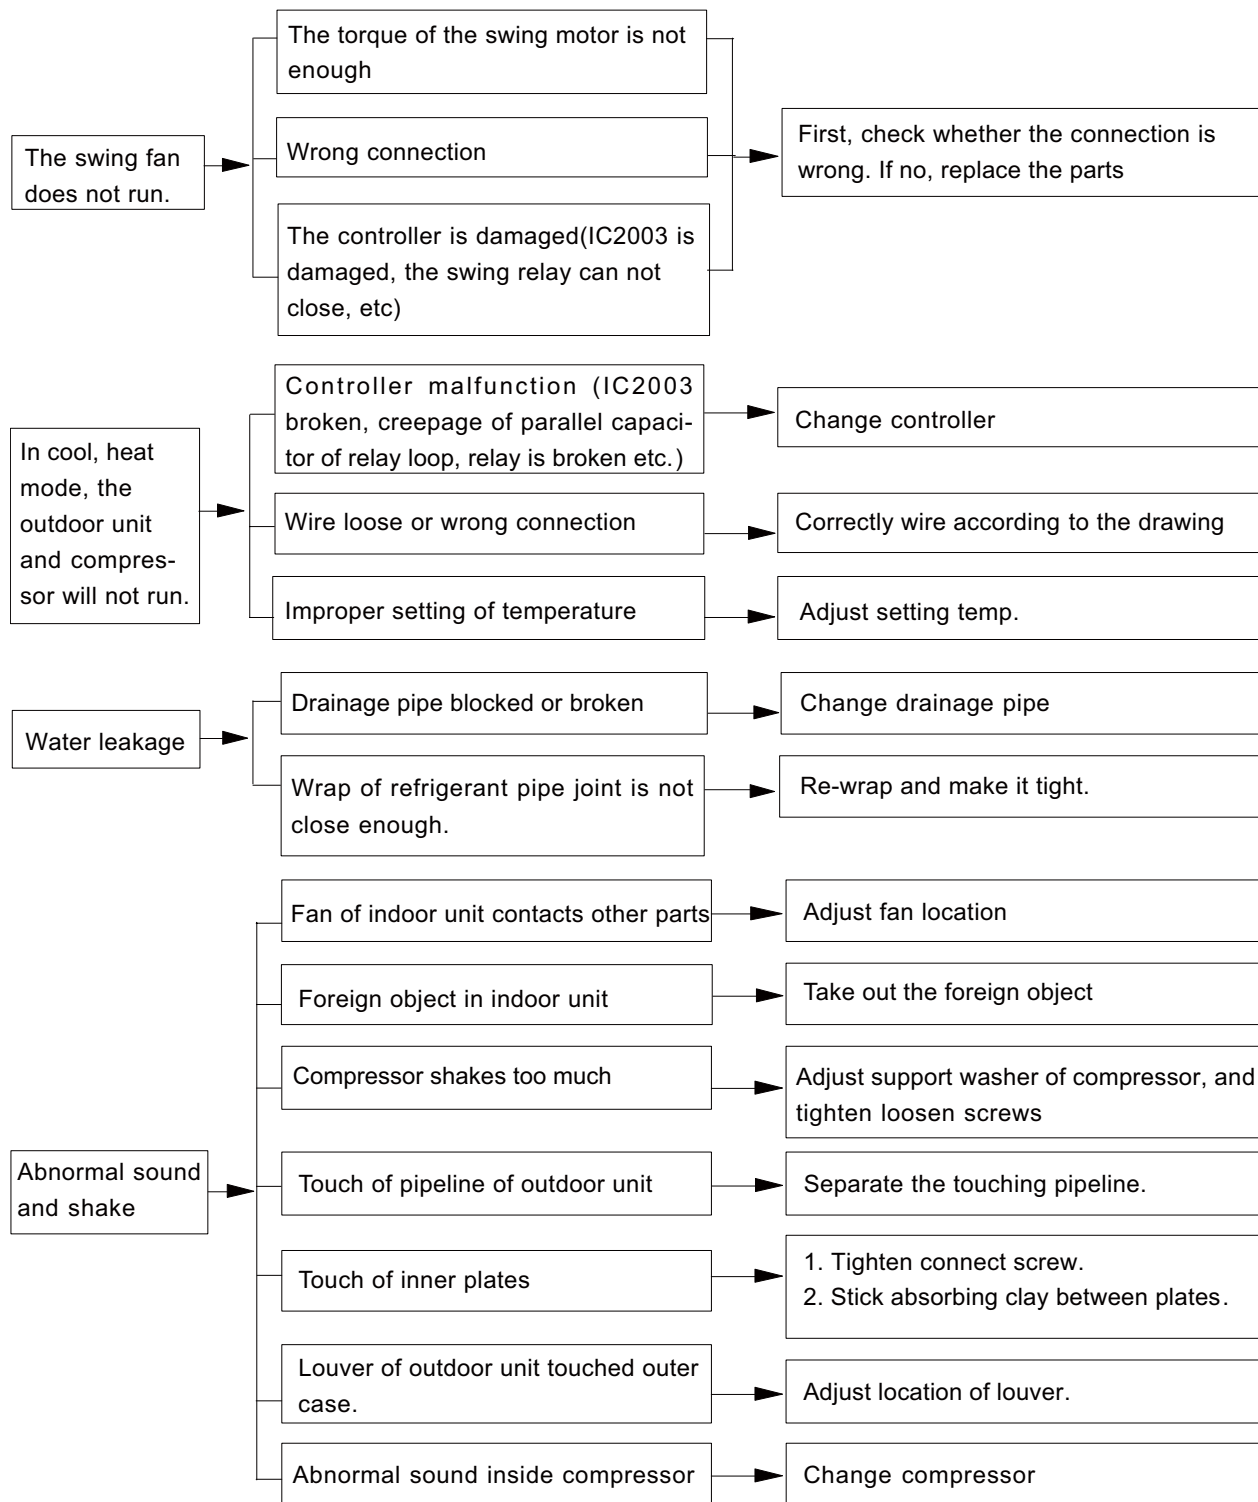 The torque of the swing motor is not
enough
The swing fan
does not run.
Wrong connection
First, check whether the connection is
wrong. If no, replace the parts
The controller is damaged(IC2003 is
damaged, the swing relay can not
close, etc)
In cool, heat
mode, the
outdoor unit
and compres-
sor will not run.
Controller malfunction (IC2003
broken, creepage of parallel capaci-
tor of relay loop, relay is broken etc.)
Change controller
Wire loose or wrong connection
Correctly wire according to the drawing
Improper setting of temperature
Adjust setting temp.
Water leakage
Drainage pipe blocked or broken
Change drainage pipe
Wrap of refrigerant pipe joint is not
close enough.
Re-wrap and make it tight.
Abnormal sound
and shake
Fan of indoor unit contacts other parts
Adjust fan location
Foreign object in indoor unit
Take out the foreign object
Compressor shakes too much
Adjust support washer of compressor, and
tighten loosen screws
Touch of pipeline of outdoor unit
Separate the touching pipeline.
Touch of inner plates
1. Tighten connect screw.
2. Stick absorbing clay between plates.
Louver of outdoor unit touched outer
case.
Adjust location of louver.
Abnormal sound inside compressor
Change compressor